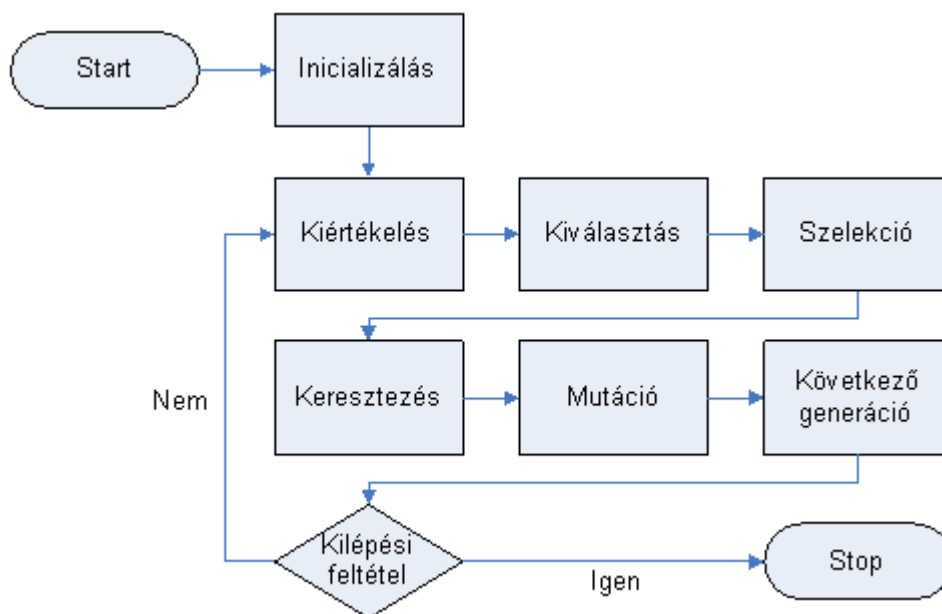 Start
Inicializálás
Kiértékelés
Kiválasztás
Szelekció
Keresztezés
Mutáció
Következő
generáció
Nem
Kilépési
feltétel
Igen
Stop